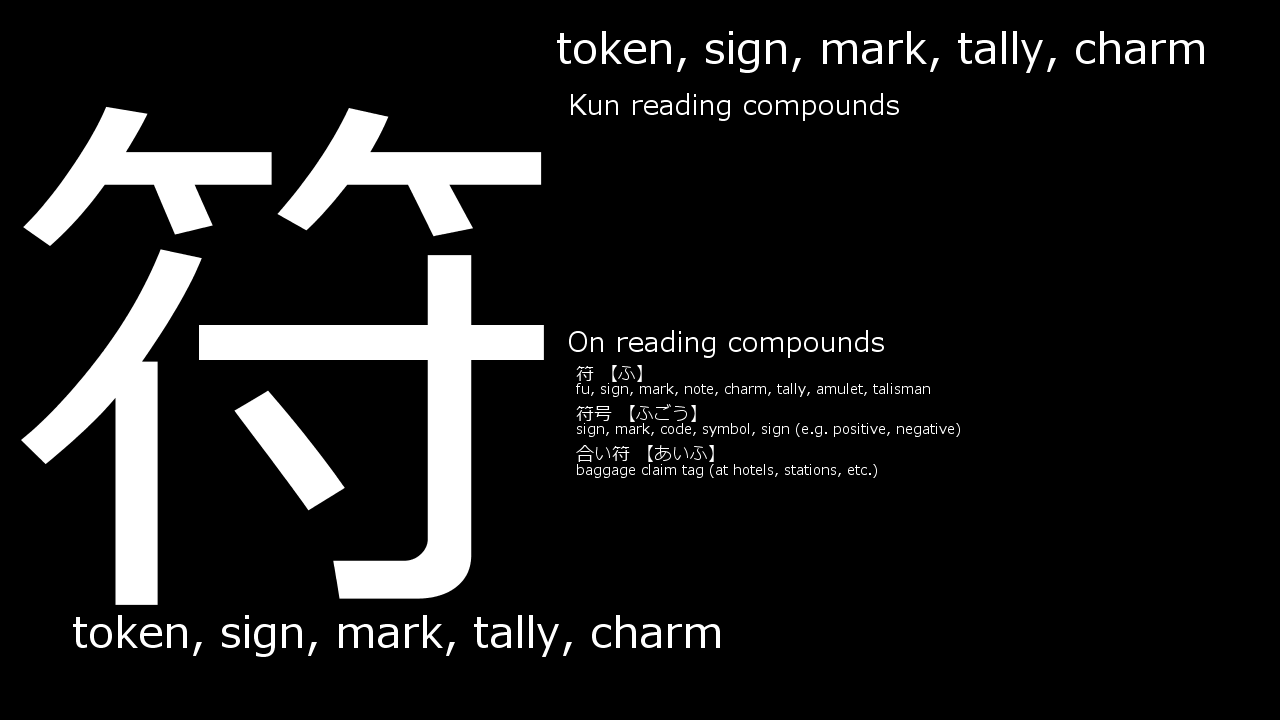 token, sign, mark, tally, charm
Kun reading compounds
符
On reading compounds
符 【ふ】
fu, sign, mark, note, charm, tally, amulet, talisman
符号 【ふごう】
sign, mark, code, symbol, sign (e.g. positive, negative)
合い符 【あいふ】
baggage claim tag (at hotels, stations, etc.)
token, sign, mark, tally, charm